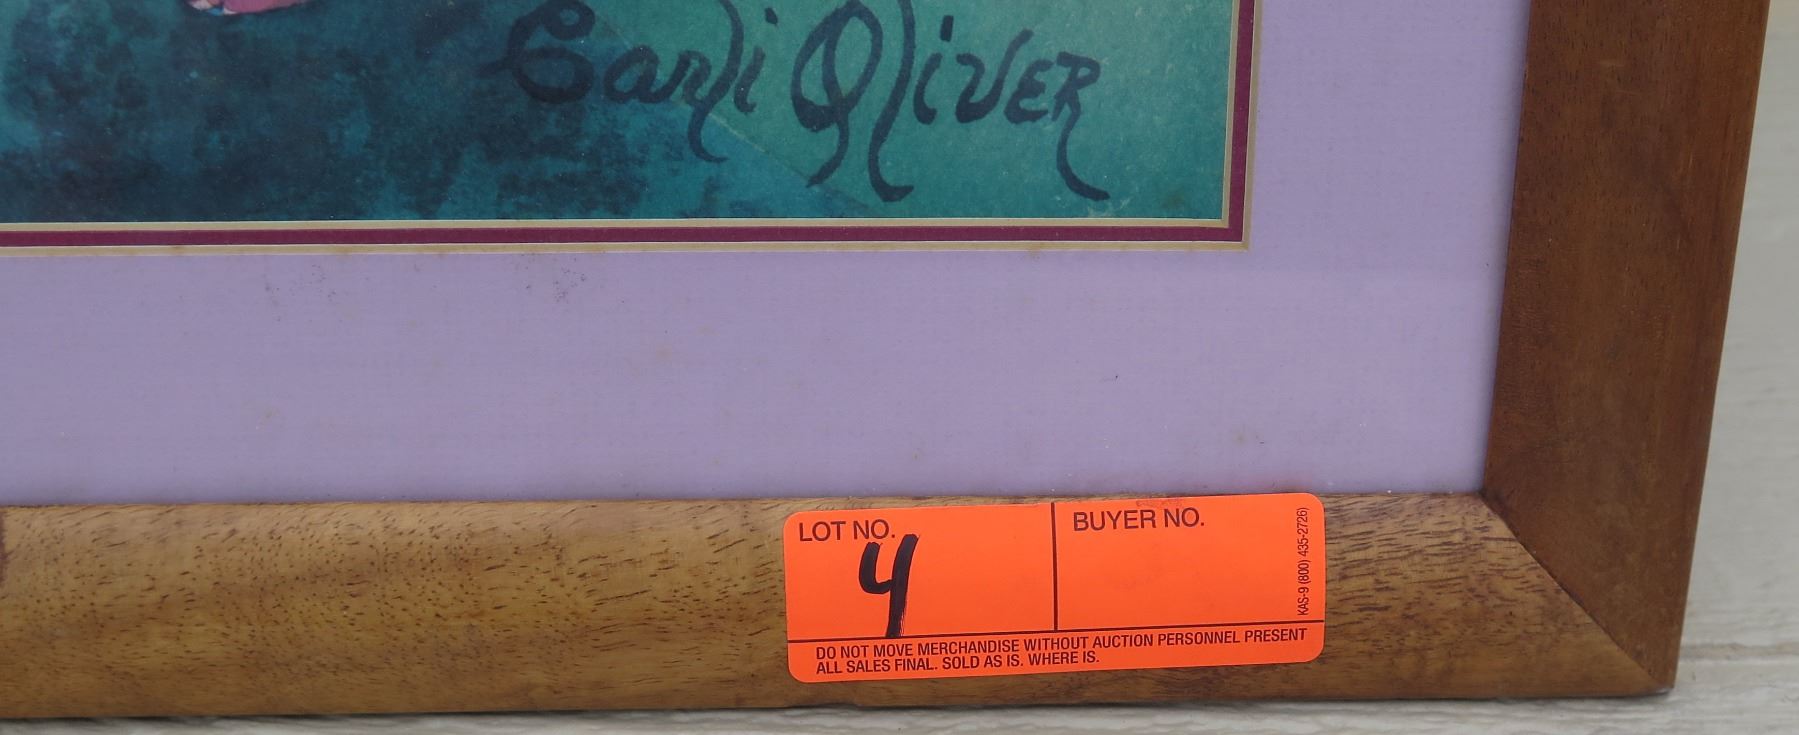 Carli Oliver
LOT NO.
4
BUYER NO.
KAS-9 (800) 435-2726)
DO NOT MOVE MERCHANDISE WITHOUT AUCTION PERSONNEL PRESENT
ALL SALES FINAL. SOLD AS IS. WHERE IS.